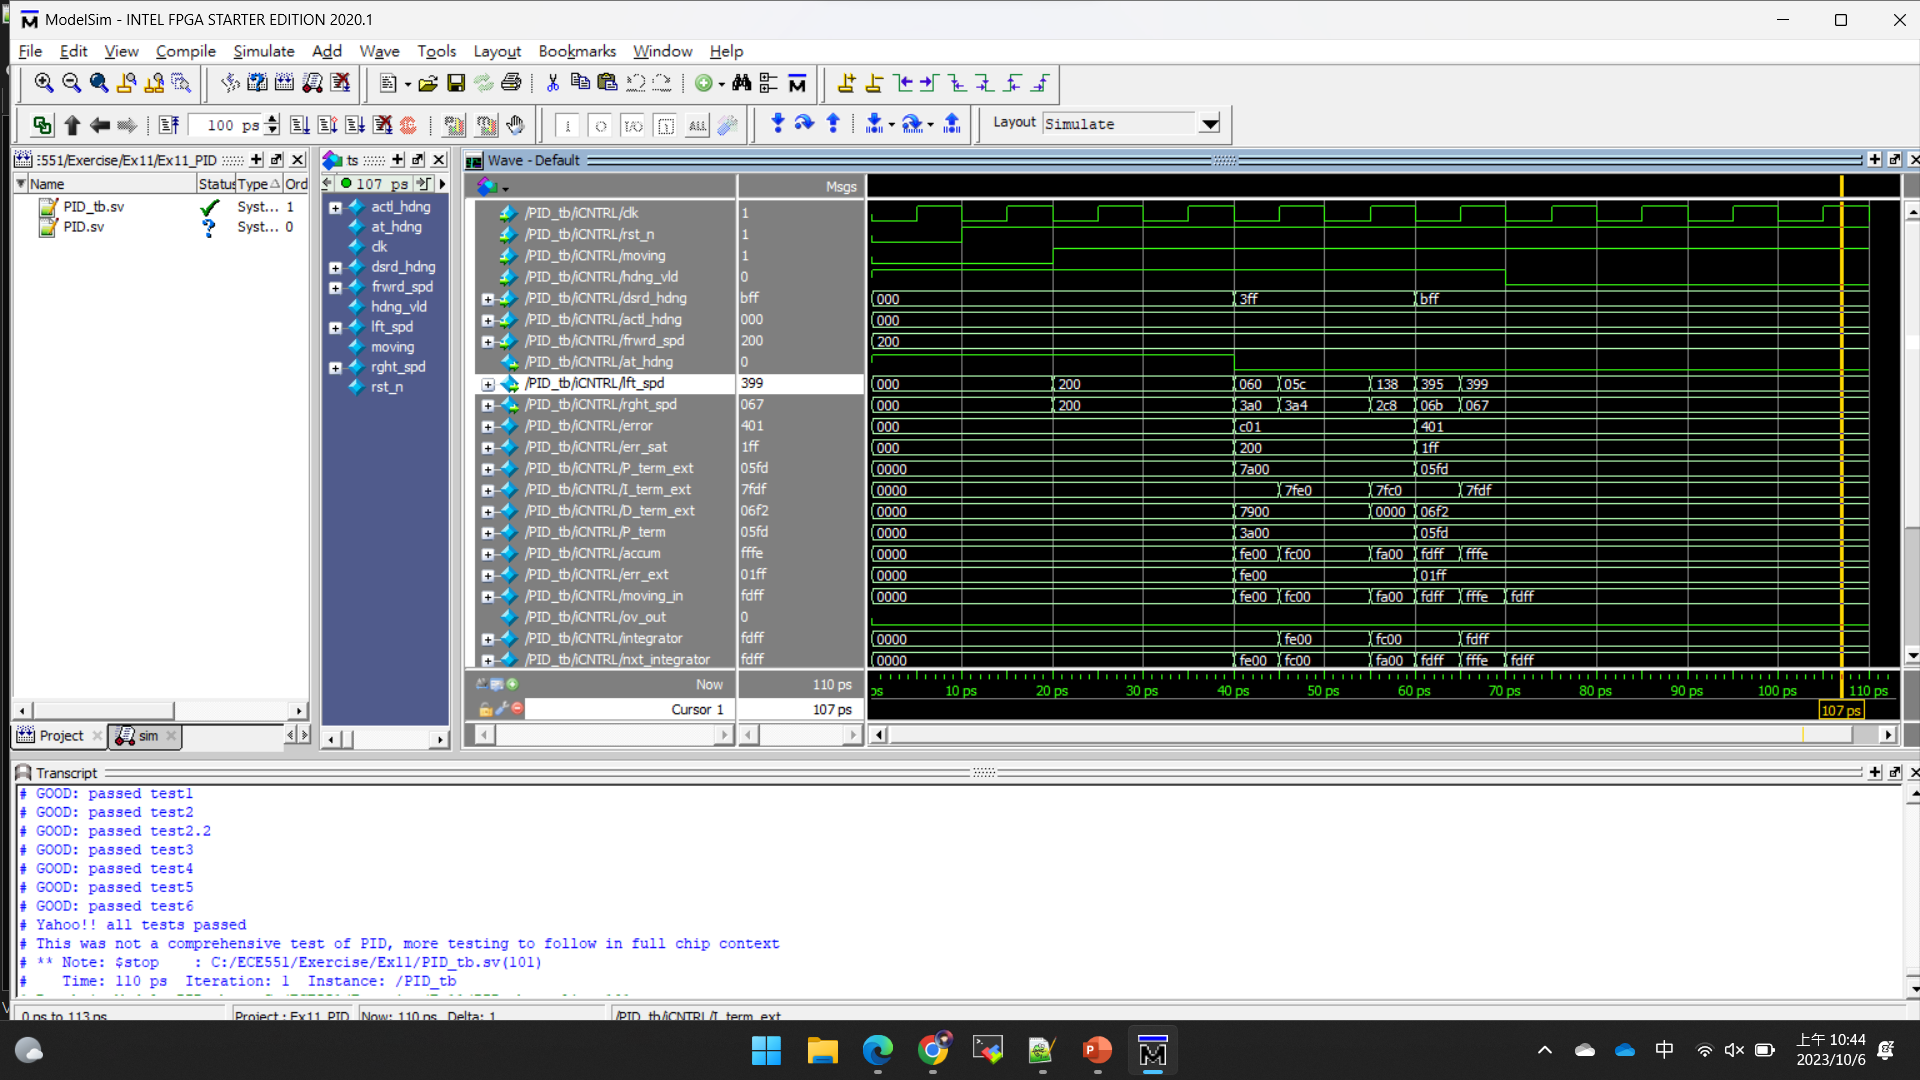 ModelSim - INTEL FPGA STARTER EDITION 2020.1
File Edit View Compile Simulate Add Wave Tools Layout Bookmarks Window Help
100 ps
Layout Simulate
:551/Exercise/Ex11/Ex11_PID
Name Status Type Ord
PID_tb.sv Syst... 1
PID.sv Syst... 0
Project sim
ts
107 ps
actl_hdng
at_hdng
clk
dsrd_hdng
frwrd_spd
hdng_vld
lft_spd
moving
rght_spd
rst_n
Wave - Default
Msgs
/PID_tb/iCNTRL/clk 1
/PID_tb/iCNTRL/rst_n 1
/PID_tb/iCNTRL/moving 1
/PID_tb/iCNTRL/hdng_vld 0
/PID_tb/iCNTRL/dsrd_hdng bff 000 3ff bff
/PID_tb/iCNTRL/actl_hdng 000 000
/PID_tb/iCNTRL/frwrd_spd 200 200
/PID_tb/iCNTRL/at_hdng 0
/PID_tb/iCNTRL/lft_spd 399 000 200 060 05c 138 395 399
/PID_tb/iCNTRL/rght_spd 067 000 200 3a0 3a4 2c8 06b 067
/PID_tb/iCNTRL/error 401 000 c01 401
/PID_tb/iCNTRL/err_sat 1ff 000 200 1ff
/PID_tb/iCNTRL/P_term_ext 05fd 0000 7a00 05fd
/PID_tb/iCNTRL/I_term_ext 7fdf 0000 7fe0 7fc0 7fdf
/PID_tb/iCNTRL/D_term_ext 06f2 0000 7900 0000 06f2
/PID_tb/iCNTRL/P_term 05fd 0000 3a00 05fd
/PID_tb/iCNTRL/accum fffe 0000 fe00 fc00 fa00 fdff fffe
/PID_tb/iCNTRL/err_ext 01ff 0000 fe00 01ff
/PID_tb/iCNTRL/moving_in fdff 0000 fe00 fc00 fa00 fdff fffe fdff
/PID_tb/iCNTRL/ov_out 0
/PID_tb/iCNTRL/integrator fdff 0000 fe00 fc00 fdff
/PID_tb/iCNTRL/nxt_integrator fdff 0000 fe00 fc00 fa00 fdff fffe fdff
Now 110 ps ps 10 ps 20 ps 30 ps 40 ps 50 ps 60 ps 70 ps 80 ps 90 ps 100 ps 110 ps
Cursor 1 107 ps 107 ps
Transcript
# GOOD: passed test1
# GOOD: passed test2
# GOOD: passed test2.2
# GOOD: passed test3
# GOOD: passed test4
# GOOD: passed test5
# GOOD: passed test6
# Yahoo!! all tests passed
# This was not a comprehensive test of PID, more testing to follow in full chip context
# ** Note: $stop : C:/ECE551/Exercise/Ex11/PID_tb.sv(101)
# Time: 110 ps Iteration: 1 Instance: /PID_tb
0 ps to 113 ps Project : Ex11_PID Now: 110 ps Delta: 1 /PID_tb/iCNTRL/I_term_ext
中
上午 10:44
2023/10/6